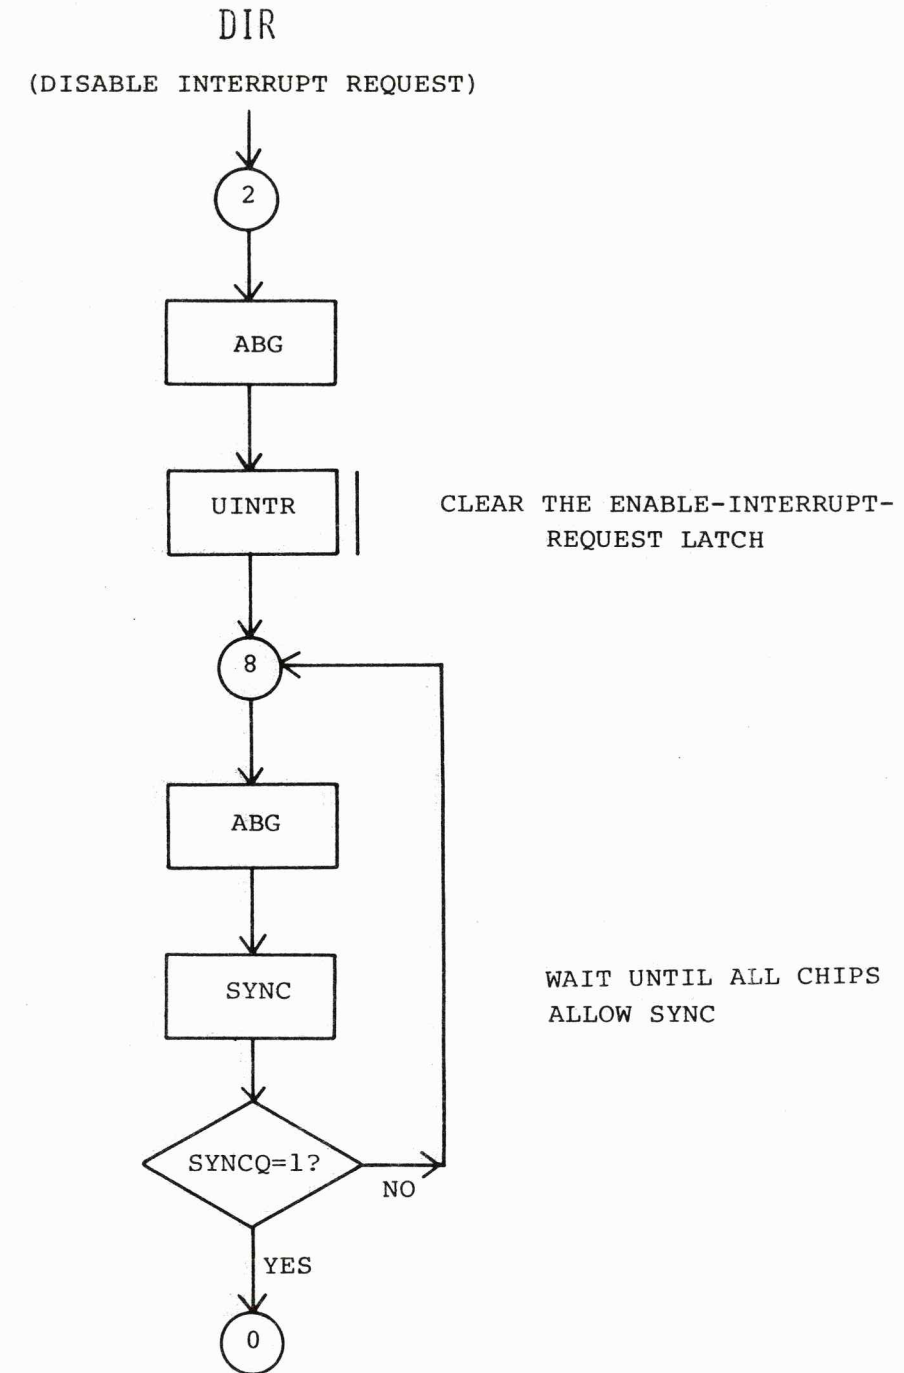 DIR
(DISABLE INTERRUPT REQUEST)
2
ABG
UINTR
CLEAR THE ENABLE-INTERRUPT-
REQUEST LATCH
8
ABG
SYNC
WAIT UNTIL ALL CHIPS
ALLOW SYNC
SYNCQ=1?
NO
YES
0